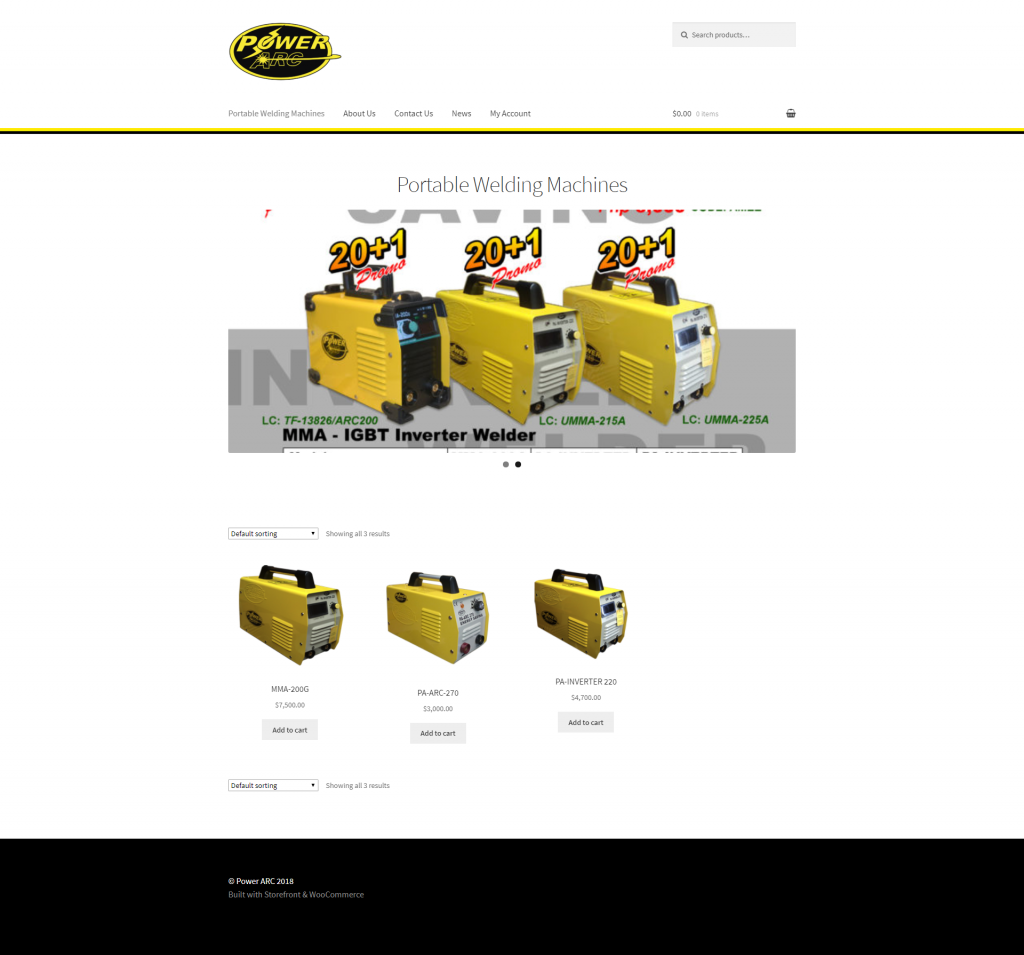 POWER
ARC
Search products...
Portable Welding Machines
About Us
Contact Us
News
My Account
$0.00 0 items
Portable Welding Machines
SAVING
20+1
Promo
20+1
Promo
20+1
Promo
POWER
LC: TF-13826/ARC200
LC: UMMA-215A
LC: UMMA-225A
MMA - IGBT Inverter Welder
Default sorting
Showing all 3 results
MMA-200G
$7,500.00
Add to cart
PA-ARC-270
$3,000.00
Add to cart
PA-INVERTER 220
$4,700.00
Add to cart
Default sorting
Showing all 3 results
© Power ARC 2018
Built with Storefront & WooCommerce